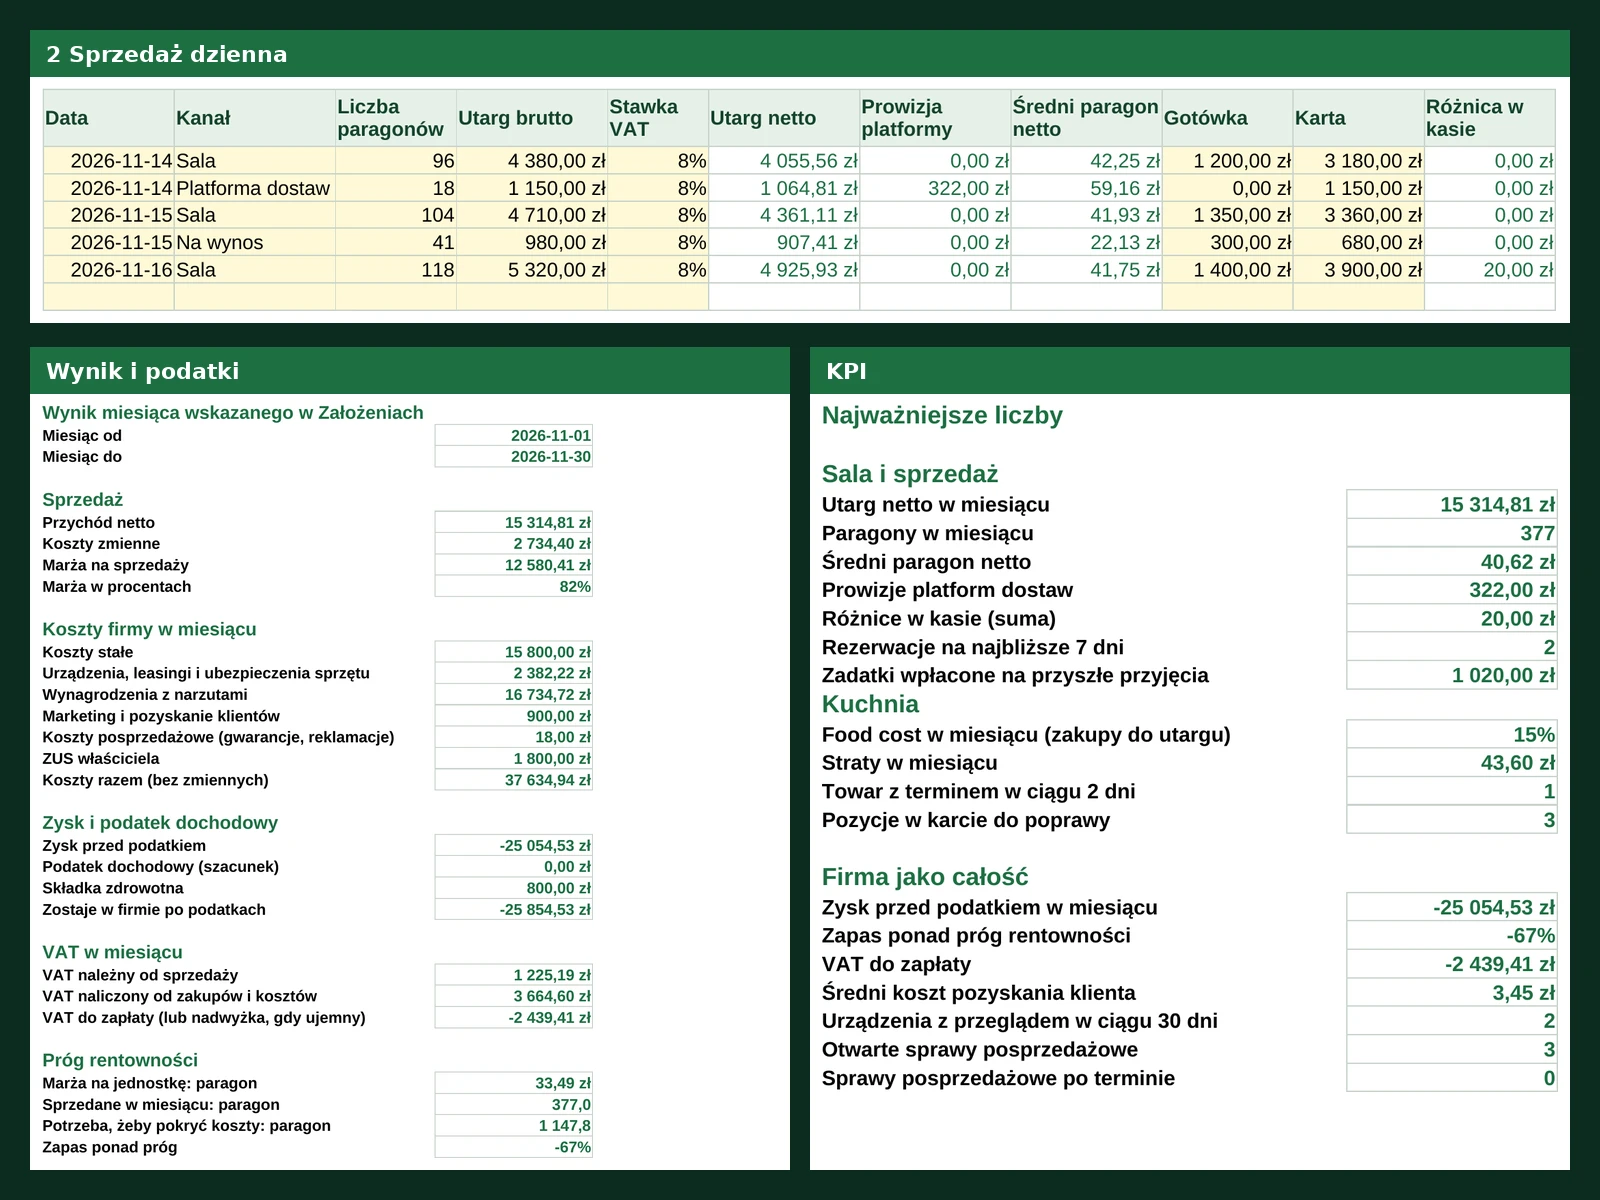 2 Sprzedaż dzienna
Data Kanał Liczba paragonów Utarg brutto Stawka VAT Utarg netto Prowizja platformy Średni paragon netto Gotówka Karta Różnica w kasie
2026-11-14 Sala 96 4 380,00 zł 8% 4 055,56 zł 0,00 zł 42,25 zł 1 200,00 zł 3 180,00 zł 0,00 zł
2026-11-14 Platforma dostaw 18 1 150,00 zł 8% 1 064,81 zł 322,00 zł 59,16 zł 0,00 zł 1 150,00 zł 0,00 zł
2026-11-15 Sala 104 4 710,00 zł 8% 4 361,11 zł 0,00 zł 41,93 zł 1 350,00 zł 3 360,00 zł 0,00 zł
2026-11-15 Na wynos 41 980,00 zł 8% 907,41 zł 0,00 zł 22,13 zł 300,00 zł 680,00 zł 0,00 zł
2026-11-16 Sala 118 5 320,00 zł 8% 4 925,93 zł 0,00 zł 41,75 zł 1 400,00 zł 3 900,00 zł 20,00 zł
Wynik i podatki
Wynik miesiąca wskazanego w Założeniach
Miesiąc od 2026-11-01
Miesiąc do 2026-11-30
Sprzedaż
Przychód netto 15 314,81 zł
Koszty zmienne 2 734,40 zł
Marża na sprzedaży 12 580,41 zł
Marża w procentach 82%
Koszty firmy w miesiącu
Koszty stałe 15 800,00 zł
Urządzenia, leasingi i ubezpieczenia sprzętu 2 382,22 zł
Wynagrodzenia z narzutami 16 734,72 zł
Marketing i pozyskanie klientów 900,00 zł
Koszty posprzedażowe (gwarancje, reklamacje) 18,00 zł
ZUS właściciela 1 800,00 zł
Koszty razem (bez zmiennych) 37 634,94 zł
Zysk i podatek dochodowy
Zysk przed podatkiem -25 054,53 zł
Podatek dochodowy (szacunek) 0,00 zł
Składka zdrowotna 800,00 zł
Zostaje w firmie po podatkach -25 854,53 zł
VAT w miesiącu
VAT należny od sprzedaży 1 225,19 zł
VAT naliczony od zakupów i kosztów 3 664,60 zł
VAT do zapłaty (lub nadwyżka, gdy ujemny) -2 439,41 zł
Próg rentowności
Marża na jednostkę: paragon 33,49 zł
Sprzedane w miesiącu: paragon 377,0
Potrzeba, żeby pokryć koszty: paragon 1 147,8
Zapas ponad próg -67%
KPI
Najważniejsze liczby
Sala i sprzedaż
Utarg netto w miesiącu 15 314,81 zł
Paragony w miesiącu 377
Średni paragon netto 40,62 zł
Prowizje platform dostaw 322,00 zł
Różnice w kasie (suma) 20,00 zł
Rezerwacje na najbliższe 7 dni 2
Zadatki wpłacone na przyszłe przyjęcia 1 020,00 zł
Kuchnia
Food cost w miesiącu (zakupy do utargu) 15%
Straty w miesiącu 43,60 zł
Towar z terminem w ciągu 2 dni 1
Pozycje w karcie do poprawy 3
Firma jako całość
Zysk przed podatkiem w miesiącu -25 054,53 zł
Zapas ponad próg rentowności -67%
VAT do zapłaty -2 439,41 zł
Średni koszt pozyskania klienta 3,45 zł
Urządzenia z przeglądem w ciągu 30 dni 2
Otwarte sprawy posprzedażowe 3
Sprawy posprzedażowe po terminie 0